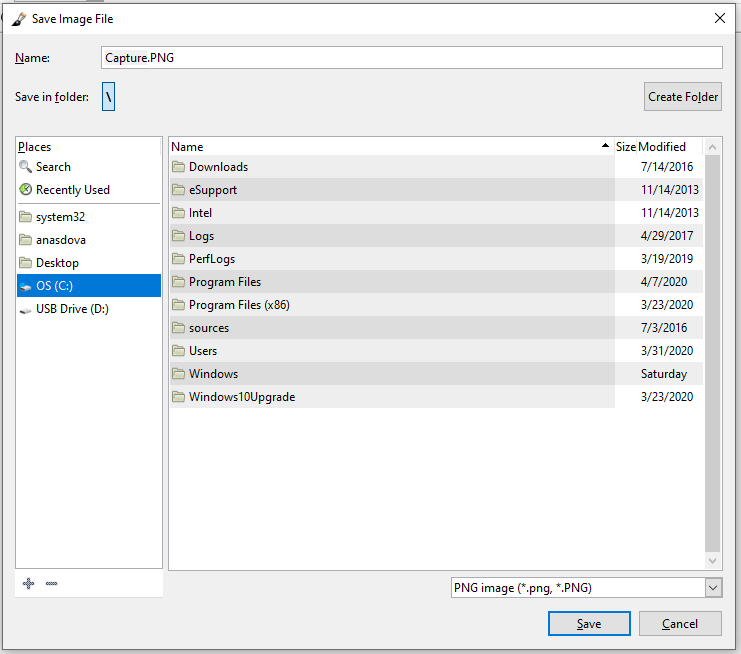 Save Image File
Name: Capture.PNG
Save in folder: \ Create Folder
Places
Search
Recently Used
system32
anasdova
Desktop
OS (C:)
USB Drive (D:)
Name Size Modified
Downloads 7/14/2016
eSupport 11/14/2013
Intel 11/14/2013
Logs 4/29/2017
PerfLogs 3/19/2019
Program Files 4/7/2020
Program Files (x86) 3/23/2020
sources 7/3/2016
Users 3/31/2020
Windows Saturday
Windows10Upgrade 3/23/2020
PNG image (*.png, *.PNG)
Save Cancel